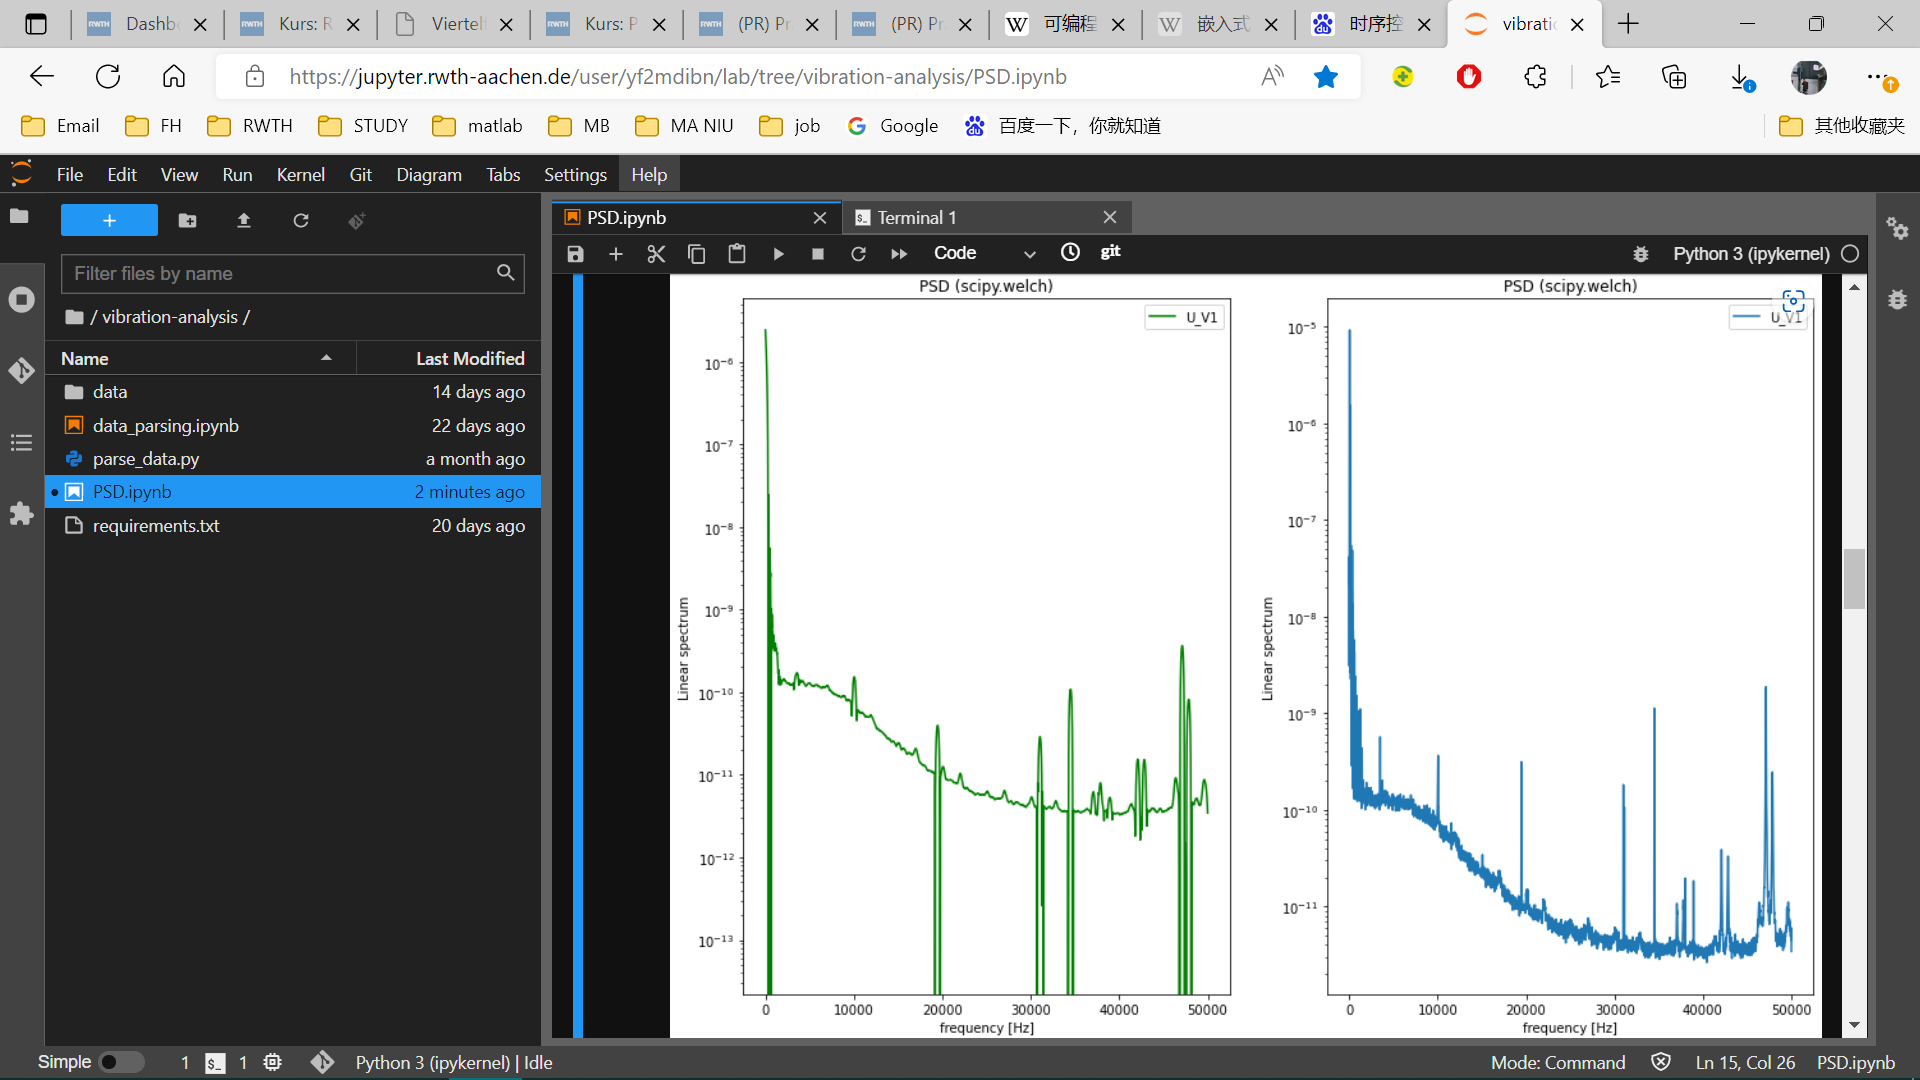 Dashb
Kurs: R
Viertel
Kurs: P
(PR) Pr
(PR) Pr
可编程
嵌入式
时序控
vibratic
https://jupyter.rwth-aachen.de/user/yf2mdibn/lab/tree/vibration-analysis/PSD.ipynb
Email FH RWTH STUDY matlab MB MA NIU job Google 百度一下，你就知道 其他收藏夹
File Edit View Run Kernel Git Diagram Tabs Settings Help
PSD.ipynb Terminal 1
Code git Python 3 (ipykernel)
Filter files by name
/ vibration-analysis /
Name Last Modified
data 14 days ago
data_parsing.ipynb 22 days ago
parse_data.py a month ago
PSD.ipynb 2 minutes ago
requirements.txt 20 days ago
PSD (scipy.welch)
U_V1
10⁻⁶
10⁻⁷
10⁻⁸
10⁻⁹
10⁻¹⁰
10⁻¹¹
10⁻¹²
10⁻¹³
Linear spectrum
0 10000 20000 30000 40000 50000
frequency [Hz]
PSD (scipy.welch)
U_V1
10⁻⁵
10⁻⁶
10⁻⁷
10⁻⁸
10⁻⁹
10⁻¹⁰
10⁻¹¹
Linear spectrum
0 10000 20000 30000 40000 50000
frequency [Hz]
Simple 1 1 Python 3 (ipykernel) | Idle Mode: Command Ln 15, Col 26 PSD.ipynb